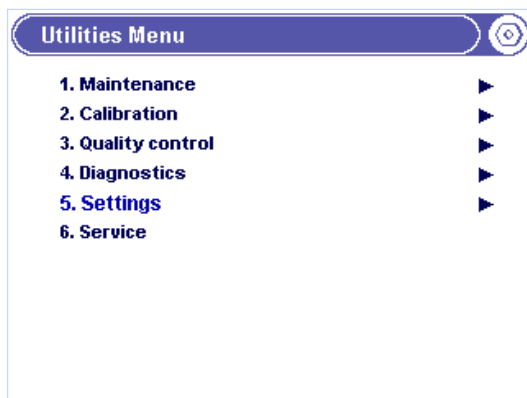 Utilities Menu
1. Maintenance
2. Calibration
3. Quality control
4. Diagnostics
5. Settings
6. Service